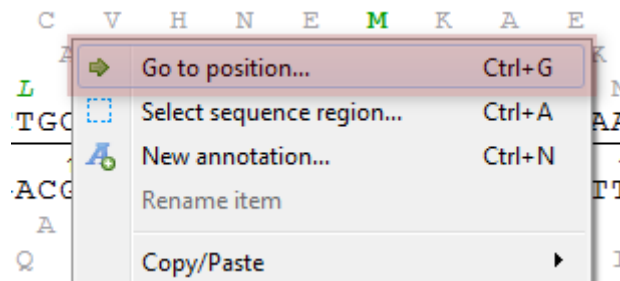 C V H N E M K A E
A K
L N
TGC AA
ACG TT
A
Q I
Go to position... Ctrl+G
Select sequence region... Ctrl+A
New annotation... Ctrl+N
Rename item
Copy/Paste